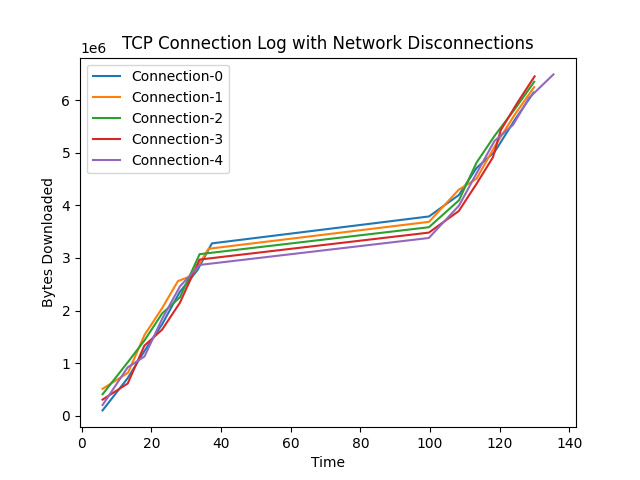 TCP Connection Log with Network Disconnections
1e6
Connection-0
Connection-1
Connection-2
Connection-3
Connection-4
6
5
4
3
2
1
0
Bytes Downloaded
0 20 40 60 80 100 120 140
Time